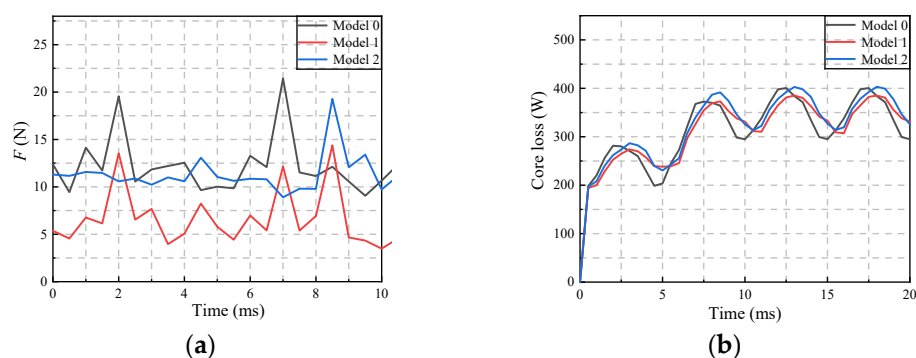 Model 0
Model 1
Model 2
F (N)
25
20
15
10
5
0
0 2 4 6 8 10
Time (ms)
(a)
Model 0
Model 1
Model 2
Core loss (W)
500
400
300
200
100
0
0 5 10 15 20
Time (ms)
(b)